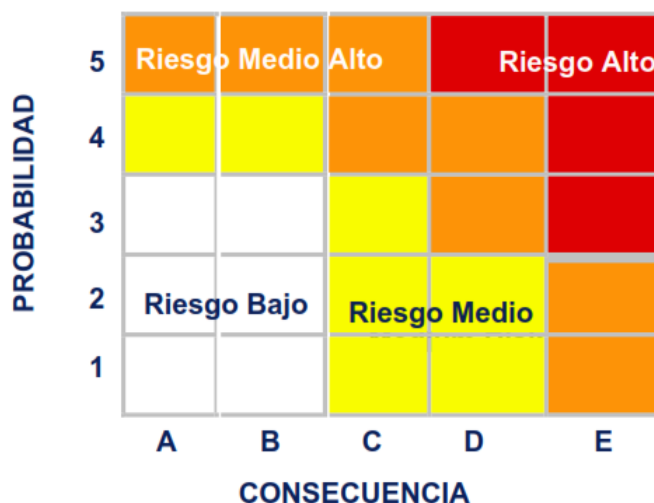 PROBABILIDAD
5
Riesgo Medio Alto
Riesgo Alto
4
3
2
Riesgo Bajo
Riesgo Medio
1
A B C D E
CONSECUENCIA